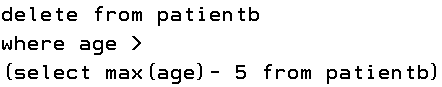 delete from patientb
where age >
(select max(age)- 5 from patientb)